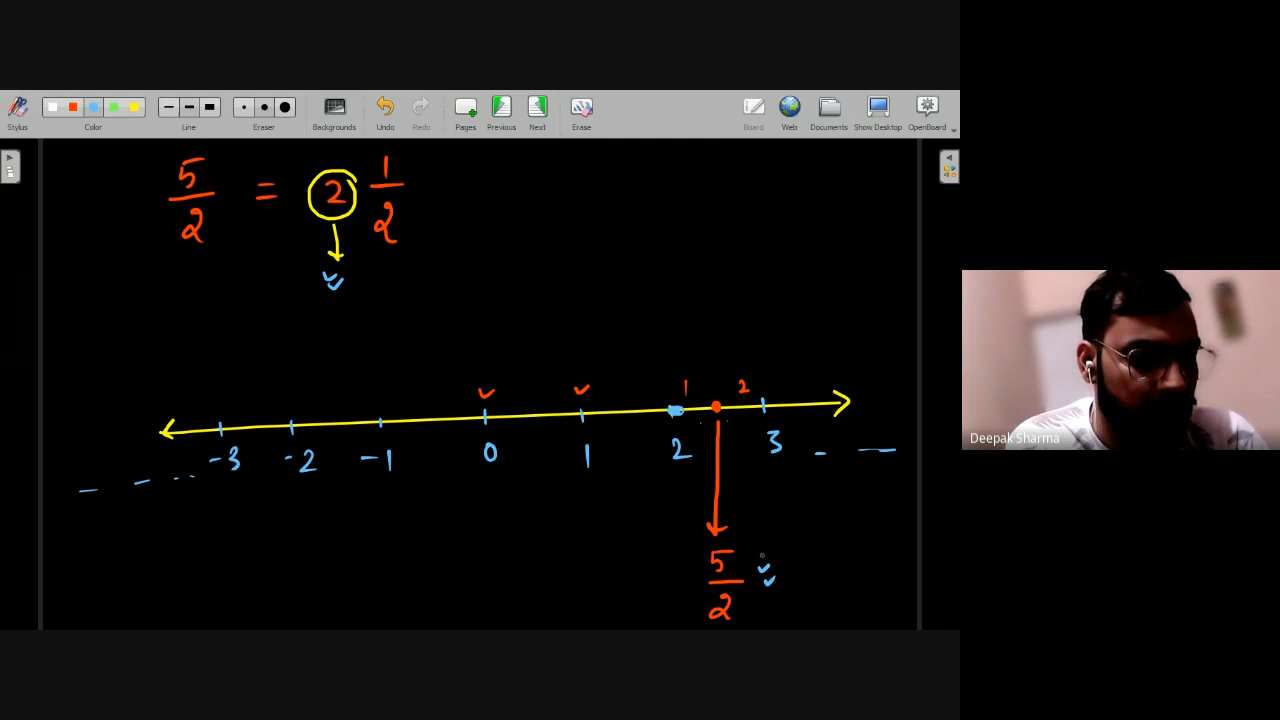 Stylus Color Line Eraser Backgrounds Undo Redo Pages Previous Next Erase Board Web Documents Show Desktop OpenBoard
5/2 = 2 1/2
1 2
-3 -2 -1 0 1 2 3
5/2
Deepak Sharma